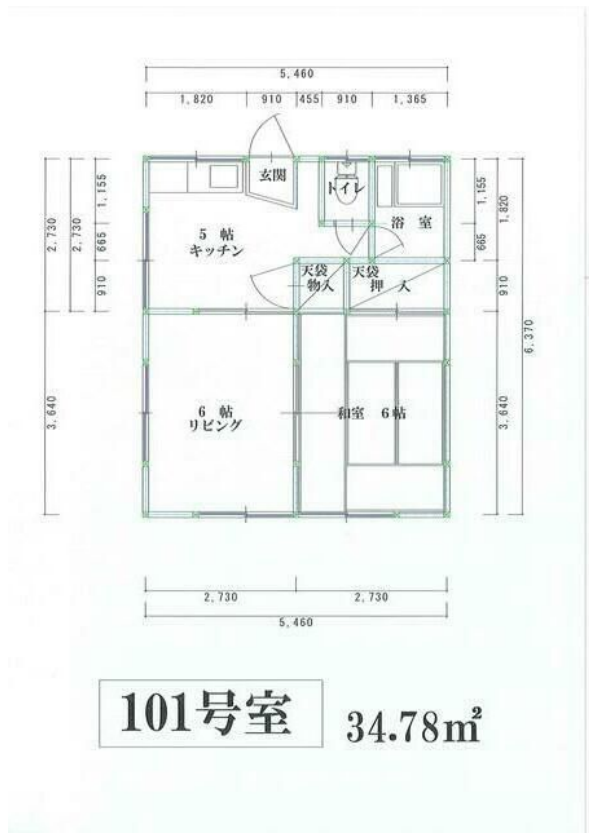 5,460
1,820 910 455 910 1,365
玄関
トイレ
浴 室
5 帖
キッチン
天袋
物入
天袋
押 入
6 帖
リビング
和室 6帖
2,730
3,640
2,730
1,155
665
910
1,155
665
1,820
910
3,640
6,370
2,730 2,730
5,460
101号室
34.78㎡